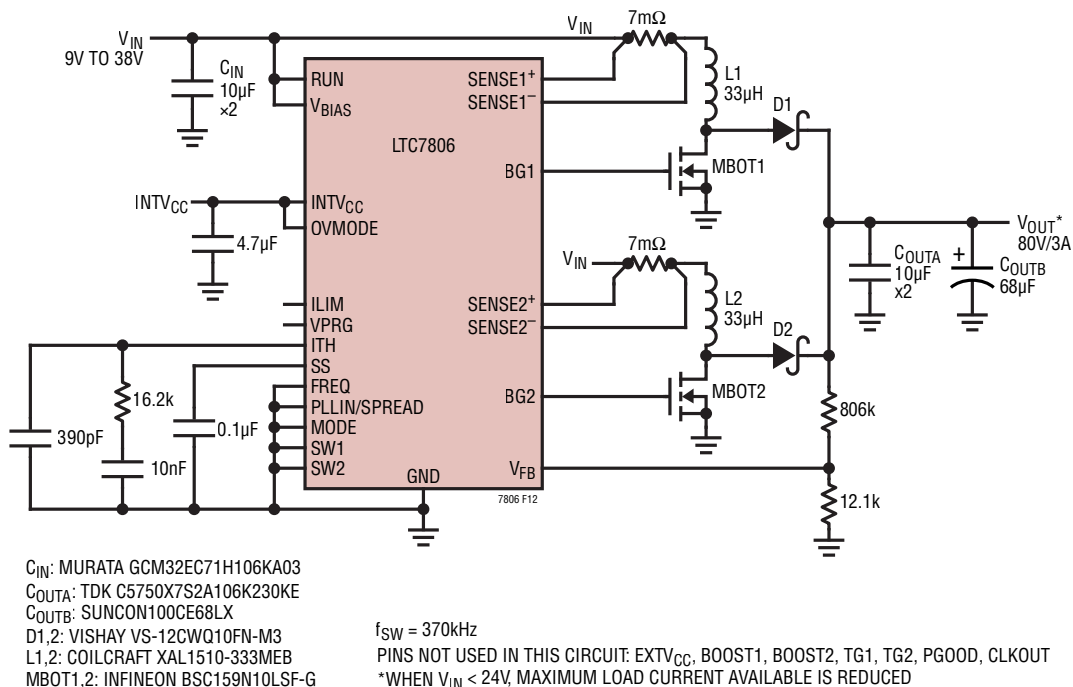 V_IN
9V TO 38V
C_IN
10µF
×2
V_IN
7mΩ
RUN
V_BIAS
SENSE1⁺
SENSE1⁻
L1
33µH
D1
LTC7806
BG1
MBOT1
INTV_CC
INTV_CC
OVMODE
4.7µF
V_IN
7mΩ
V_OUT*
80V/3A
C_OUTA
10µF
x2
+
C_OUTB
68µF
ILIM
VPRG
ITH
SS
FREQ
PLLIN/SPREAD
MODE
SW1
SW2
SENSE2⁺
SENSE2⁻
L2
33µH
D2
BG2
MBOT2
16.2k
390pF
10nF
0.1µF
806k
V_FB
GND
12.1k
7806 F12
C_IN: MURATA GCM32EC71H106KA03
C_OUTA: TDK C5750X7S2A106K230KE
C_OUTB: SUNCON100CE68LX
D1,2: VISHAY VS-12CWQ10FN-M3
L1,2: COILCRAFT XAL1510-333MEB
MBOT1,2: INFINEON BSC159N10LSF-G
f_SW = 370kHz
PINS NOT USED IN THIS CIRCUIT: EXTV_CC, BOOST1, BOOST2, TG1, TG2, PGOOD, CLKOUT
*WHEN V_IN < 24V, MAXIMUM LOAD CURRENT AVAILABLE IS REDUCED